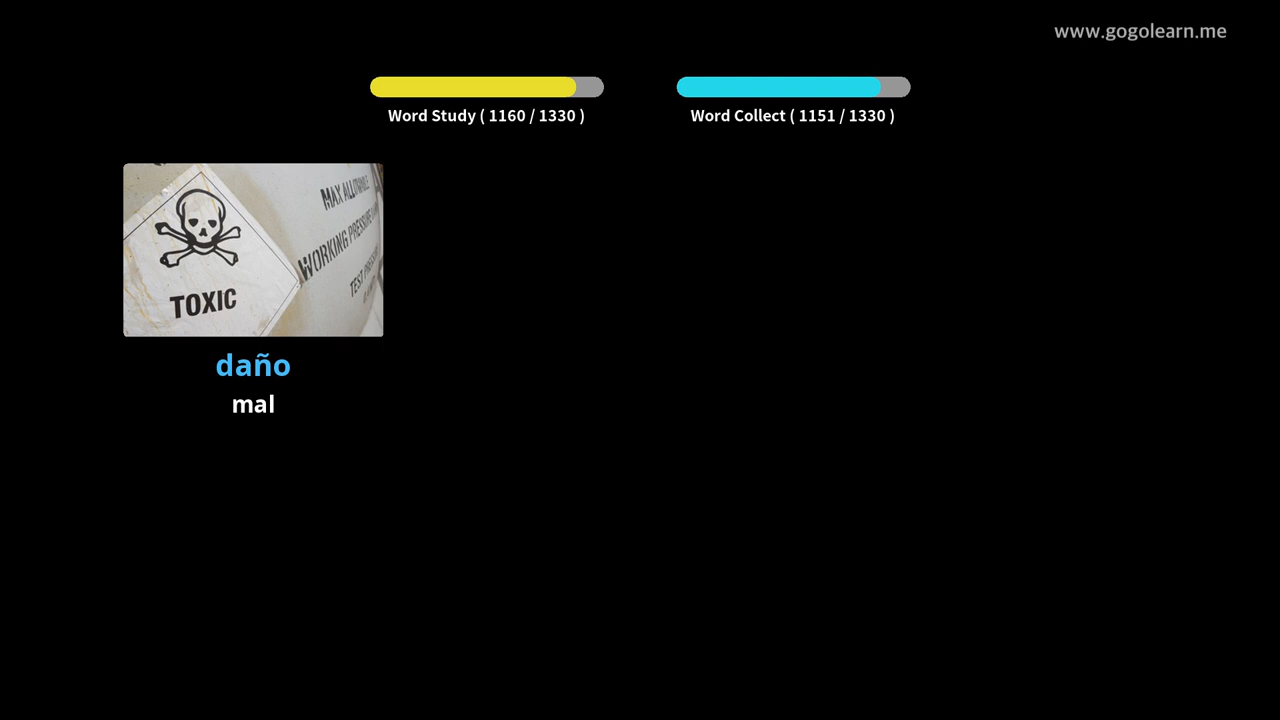 www.gogolearn.me
Word Study ( 1160 / 1330 )
Word Collect ( 1151 / 1330 )
MAX ALLOWABLE
WORKING PRESSURE
TOXIC
daño
mal